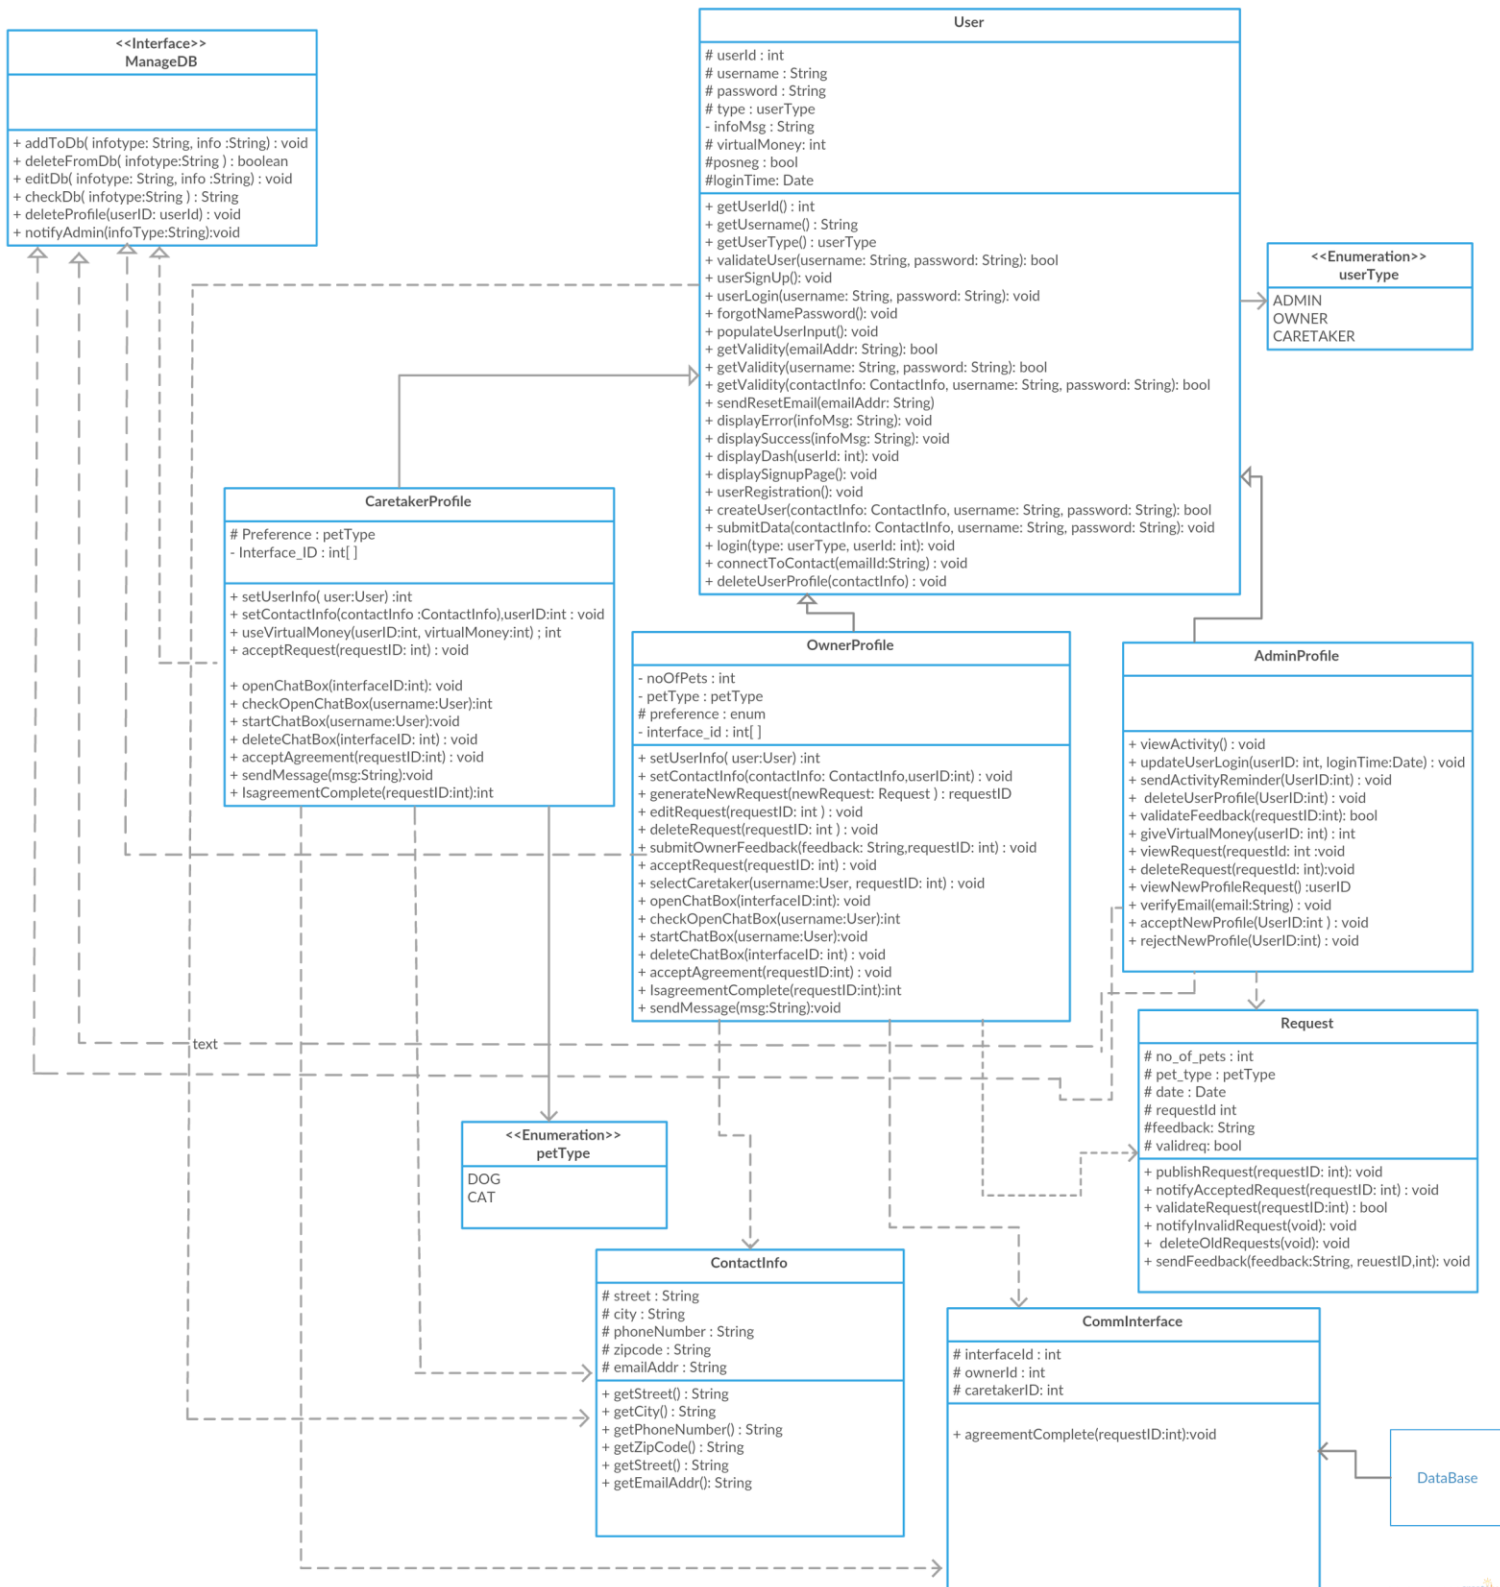 <<Interface>>
ManageDB
+ addToDb( infotype: String, info :String) : void
+ deleteFromDb( infotype:String ) : boolean
+ editDb( infotype: String, info :String) : void
+ checkDb( infotype:String ) : String
+ deleteProfile(userID: userId) : void
+ notifyAdmin(infoType:String):void
User
# userId : int
# username : String
# password : String
# type : userType
- infoMsg : String
# virtualMoney: int
#posneg : bool
#loginTime: Date
+ getUserId() : int
+ getUsername() : String
+ getUserType() : userType
+ validateUser(username: String, password: String): bool
+ userSignUp(): void
+ userLogin(username: String, password: String): void
+ forgotNamePassword(): void
+ populateUserInput(): void
+ getValidity(emailAddr: String): bool
+ getValidity(username: String, password: String): bool
+ getValidity(contactInfo: ContactInfo, username: String, password: String): bool
+ sendResetEmail(emailAddr: String)
+ displayError(infoMsg: String): void
+ displaySuccess(infoMsg: String): void
+ displayDash(userId: int): void
+ displaySignupPage(): void
+ userRegistration(): void
+ createUser(contactInfo: ContactInfo, username: String, password: String): bool
+ submitData(contactInfo: ContactInfo, username: String, password: String): void
+ login(type: userType, userId: int): void
+ connectToContact(emailId:String) : void
+ deleteUserProfile(contactInfo) : void
<<Enumeration>>
userType
ADMIN
OWNER
CARETAKER
CaretakerProfile
# Preference : petType
- Interface_ID : int[ ]
+ setUserInfo( user:User) :int
+ setContactInfo(contactInfo :ContactInfo),userID:int : void
+ useVirtualMoney(userID:int, virtualMoney:int) ; int
+ acceptRequest(requestID: int) : void
+ openChatBox(interfaceID:int): void
+ checkOpenChatBox(username:User):int
+ startChatBox(username:User):void
+ deleteChatBox(interfaceID: int) : void
+ acceptAgreement(requestID:int) : void
+ sendMessage(msg:String):void
+ IsagreementComplete(requestID:int):int
OwnerProfile
- noOfPets : int
- petType : petType
# preference : enum
- interface_id : int[ ]
+ setUserInfo( user:User) :int
+ setContactInfo(contactInfo: ContactInfo,userID:int) : void
+ generateNewRequest(newRequest: Request ) : requestID
+ editRequest(requestID: int ) : void
+ deleteRequest(requestID: int ) : void
+ submitOwnerFeedback(feedback: String,requestID: int) : void
+ acceptRequest(requestID: int) : void
+ selectCaretaker(username:User, requestID: int) : void
+ openChatBox(interfaceID:int): void
+ checkOpenChatBox(username:User):int
+ startChatBox(username:User):void
+ deleteChatBox(interfaceID: int) : void
+ acceptAgreement(requestID:int) : void
+ IsagreementComplete(requestID:int):int
+ sendMessage(msg:String):void
AdminProfile
+ viewActivity() : void
+ updateUserLogin(userID: int, loginTime:Date) : void
+ sendActivityReminder(UserID:int) : void
+ deleteUserProfile(UserID:int) : void
+ validateFeedback(requestID:int): bool
+ giveVirtualMoney(userID: int) : int
+ viewRequest(requestId: int :void
+ deleteRequest(requestId: int):void
+ viewNewProfileRequest() :userID
+ verifyEmail(email:String) : void
+ acceptNewProfile(UserID:int ) : void
+ rejectNewProfile(UserID:int) : void
text
Request
# no_of_pets : int
# pet_type : petType
# date : Date
# requestId int
#feedback: String
# validreq: bool
+ publishRequest(requestID: int): void
+ notifyAcceptedRequest(requestID: int) : void
+ validateRequest(requestID:int) : bool
+ notifyInvalidRequest(void): void
+ deleteOldRequests(void): void
+ sendFeedback(feedback:String, reuestID,int): void
<<Enumeration>>
petType
DOG
CAT
ContactInfo
# street : String
# city : String
# phoneNumber : String
# zipcode : String
# emailAddr : String
+ getStreet() : String
+ getCity() : String
+ getPhoneNumber() : String
+ getZipCode() : String
+ getStreet() : String
+ getEmailAddr(): String
CommInterface
# interfaceId : int
# ownerId : int
# caretakerID: int
+ agreementComplete(requestID:int):void
DataBase